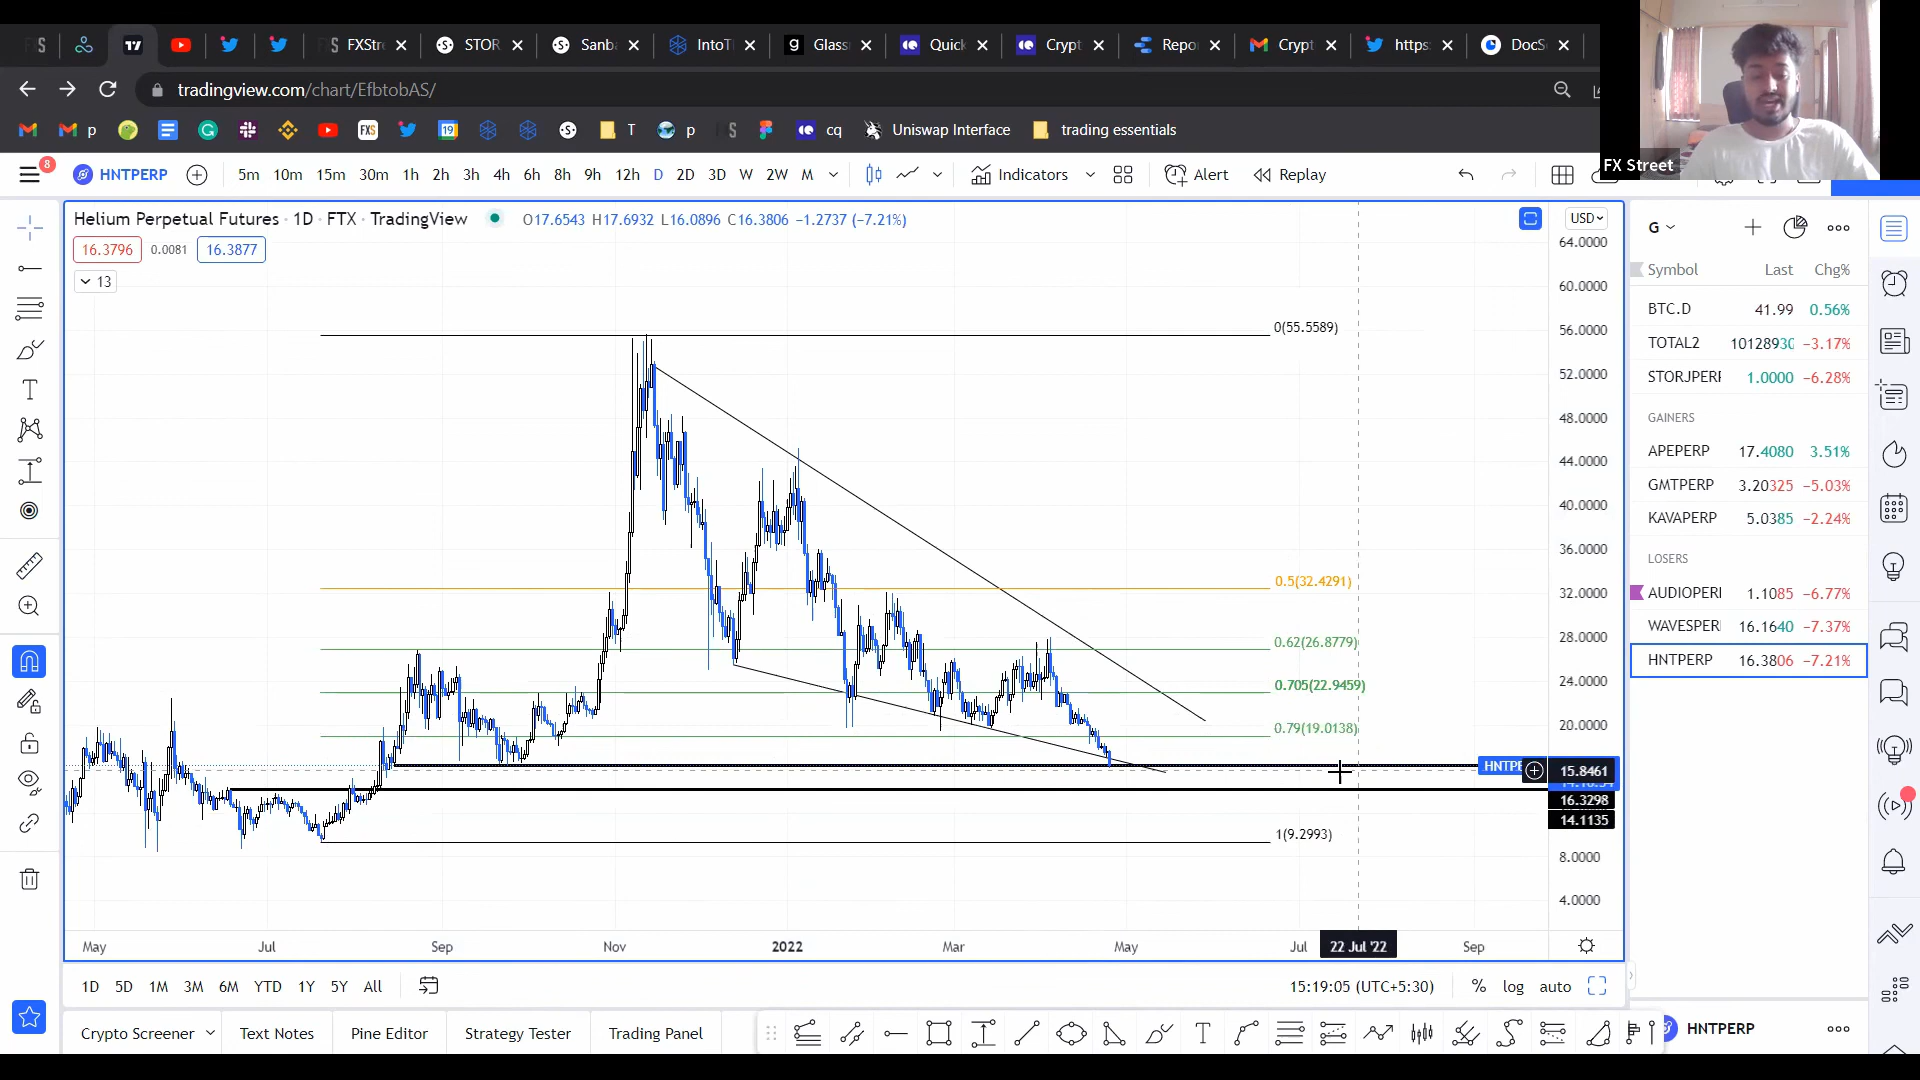 FXStr
STOR
Sanb
IntoT
Glass
Quick
Crypt
Repo
Crypt
https:
DocS
tradingview.com/chart/EfbtobAS/
p
T
p
cq
Uniswap Interface
trading essentials
FX Street
8
HNTPERP
5m 10m 15m 30m 1h 2h 3h 4h 6h 8h 9h 12h D 2D 3D W 2W M
Indicators
Alert
Replay
Helium Perpetual Futures · 1D · FTX · TradingView
O17.6543 H17.6932 L16.0896 C16.3806 −1.2737 (−7.21%)
16.3796 0.0081 16.3877
13
USD
64.0000
60.0000
56.0000
52.0000
48.0000
44.0000
40.0000
36.0000
32.0000
28.0000
24.0000
20.0000
15.8461
16.3298
14.1135
8.0000
4.0000
0(55.5589)
0.5(32.4291)
0.62(26.8779)
0.705(22.9459)
0.79(19.0138)
1(9.2993)
HNTPE
May Jul Sep Nov 2022 Mar May Jul 22 Jul '22 Sep
1D 5D 1M 3M 6M YTD 1Y 5Y All
15:19:05 (UTC+5:30)
% log auto
Crypto Screener
Text Notes
Pine Editor
Strategy Tester
Trading Panel
G
Symbol Last Chg%
BTC.D 41.99 0.56%
TOTAL2 10128930 −3.17%
STORJPERF 1.0000 −6.28%
GAINERS
APEPERP 17.4080 3.51%
GMTPERP 3.20325 −5.03%
KAVAPERP 5.0385 −2.24%
LOSERS
AUDIOPERI 1.1085 −6.77%
WAVESPERI 16.1640 −7.37%
HNTPERP 16.3806 −7.21%
HNTPERP